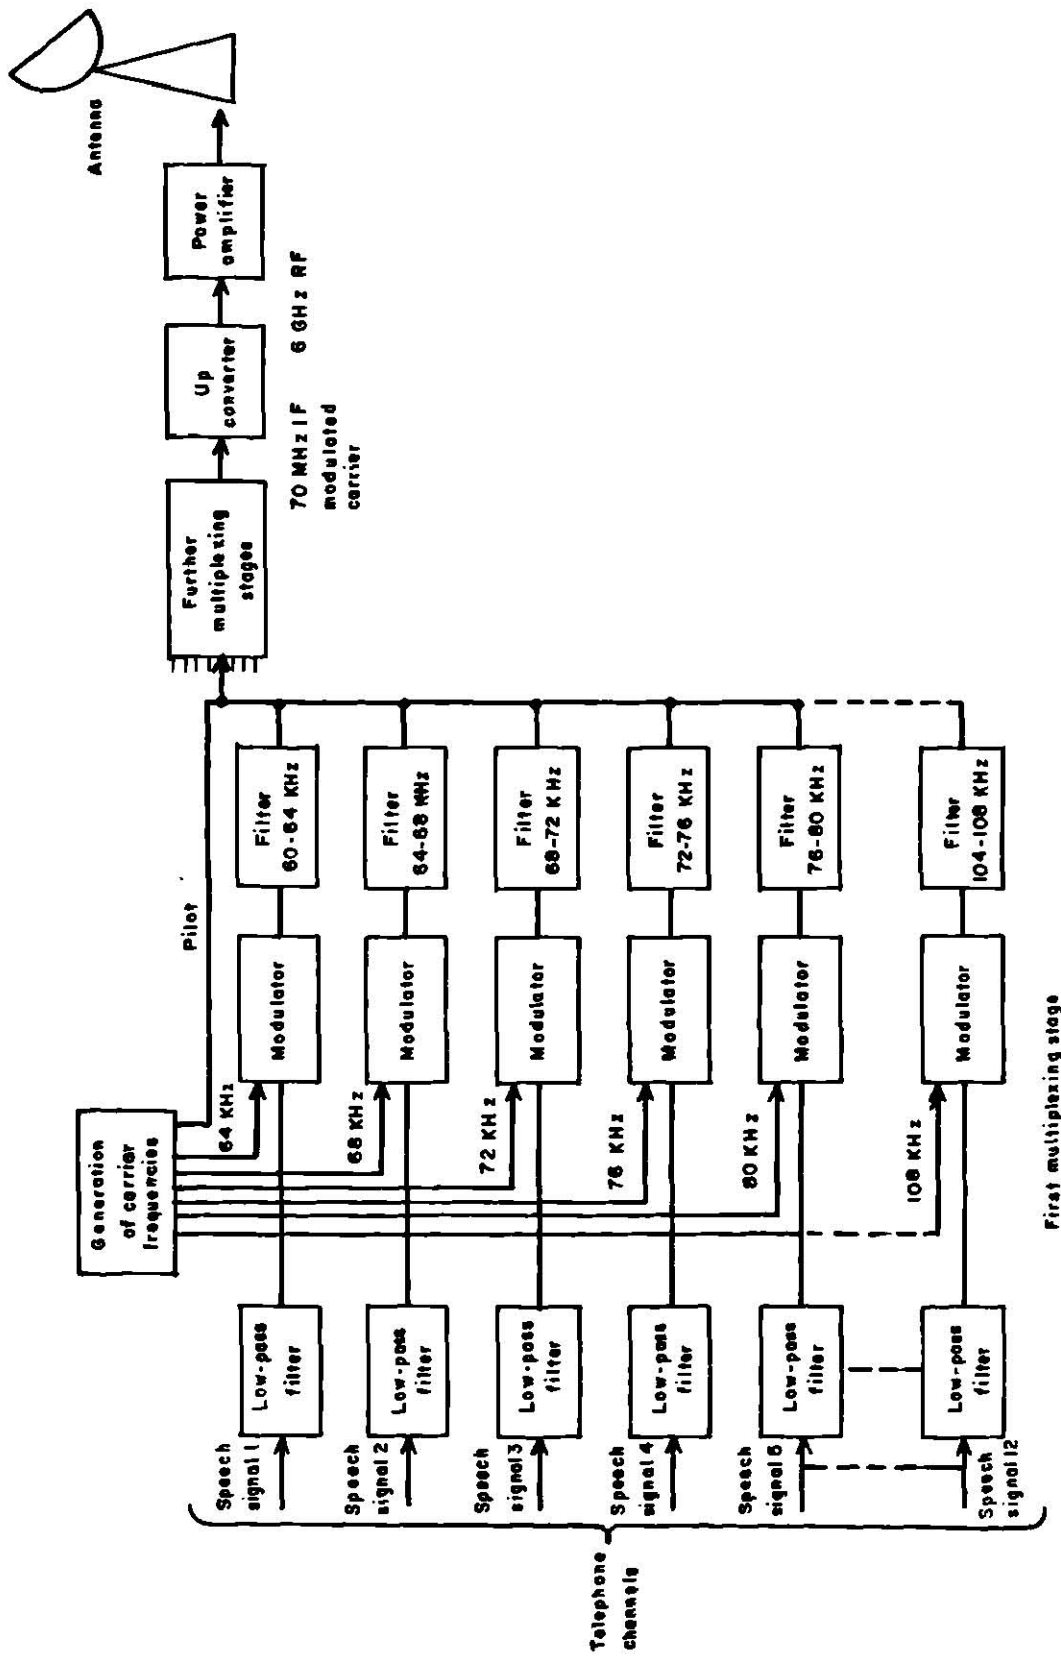 Antenna
Power
amplifier
6 GHz RF
Up
converter
70 MHz IF
modulated
carrier
Further
multiplexing
stages
Pilot
Generation
of carrier
frequencies
Telephone
channels
Speech
signal 1
Low-pass
filter
64 KHz
Modulator
Filter
60-64 KHz
Speech
signal 2
Low-pass
filter
68 KHz
Modulator
Filter
64-68 MHz
Speech
signal 3
Low-pass
filter
72 KHz
Modulator
Filter
68-72 KHz
Speech
signal 4
Low-pass
filter
76 KHz
Modulator
Filter
72-76 KHz
Speech
signal 5
Low-pass
filter
80 KHz
Modulator
Filter
76-80 KHz
Speech
signal 12
Low-pass
filter
108 KHz
Modulator
Filter
104-108 KHz
First multiplexing stage